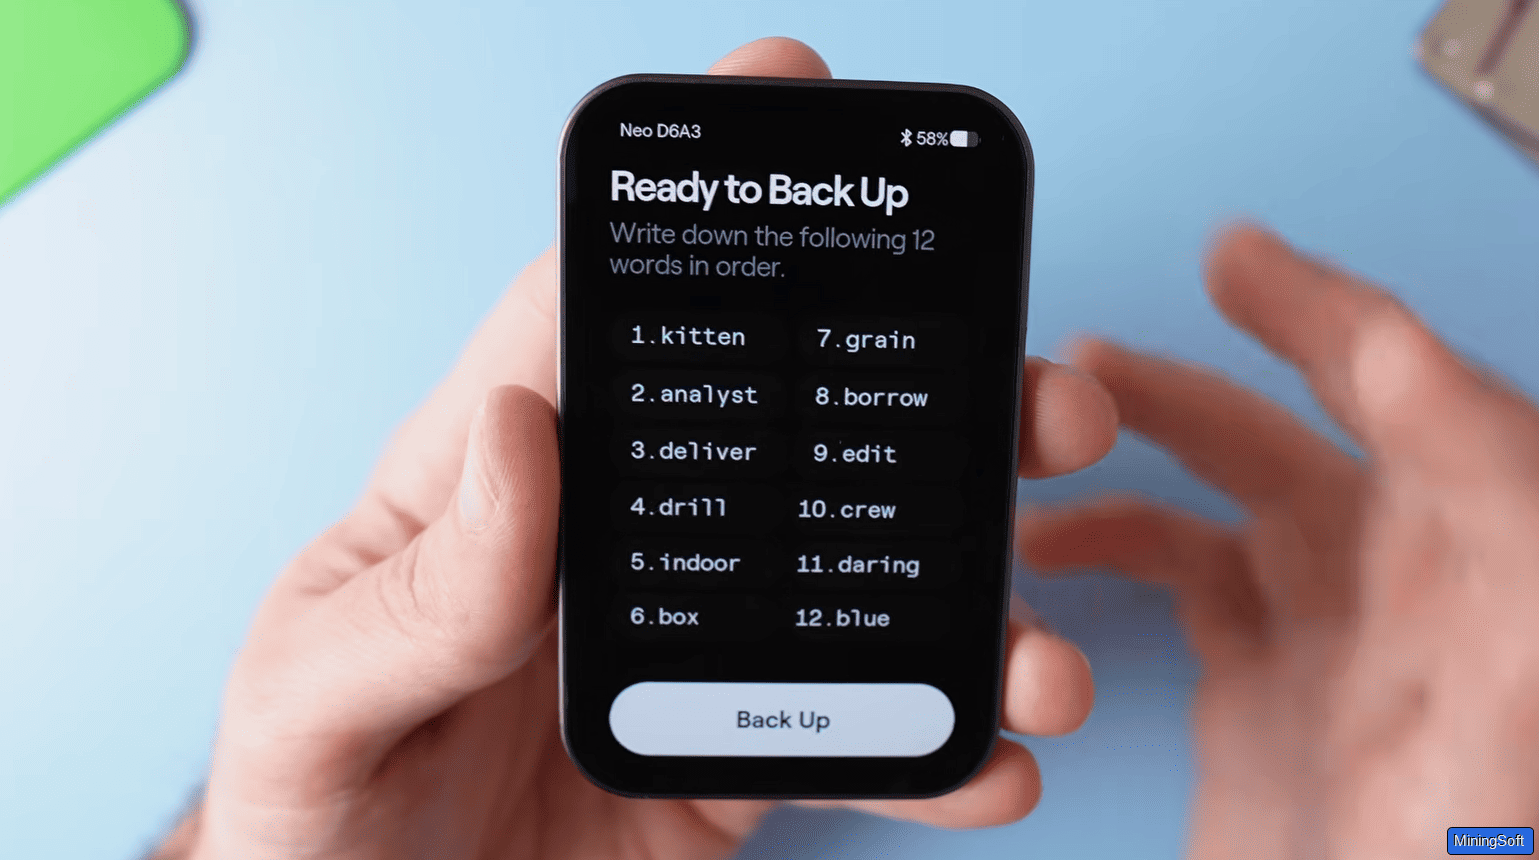 Neo D6A3
58%
Ready to Back Up
Write down the following 12
words in order.
1.kitten
2.analyst
3.deliver
4.drill
5.indoor
6.box
7.grain
8.borrow
9.edit
10.crew
11.daring
12.blue
Back Up
MiningSoft